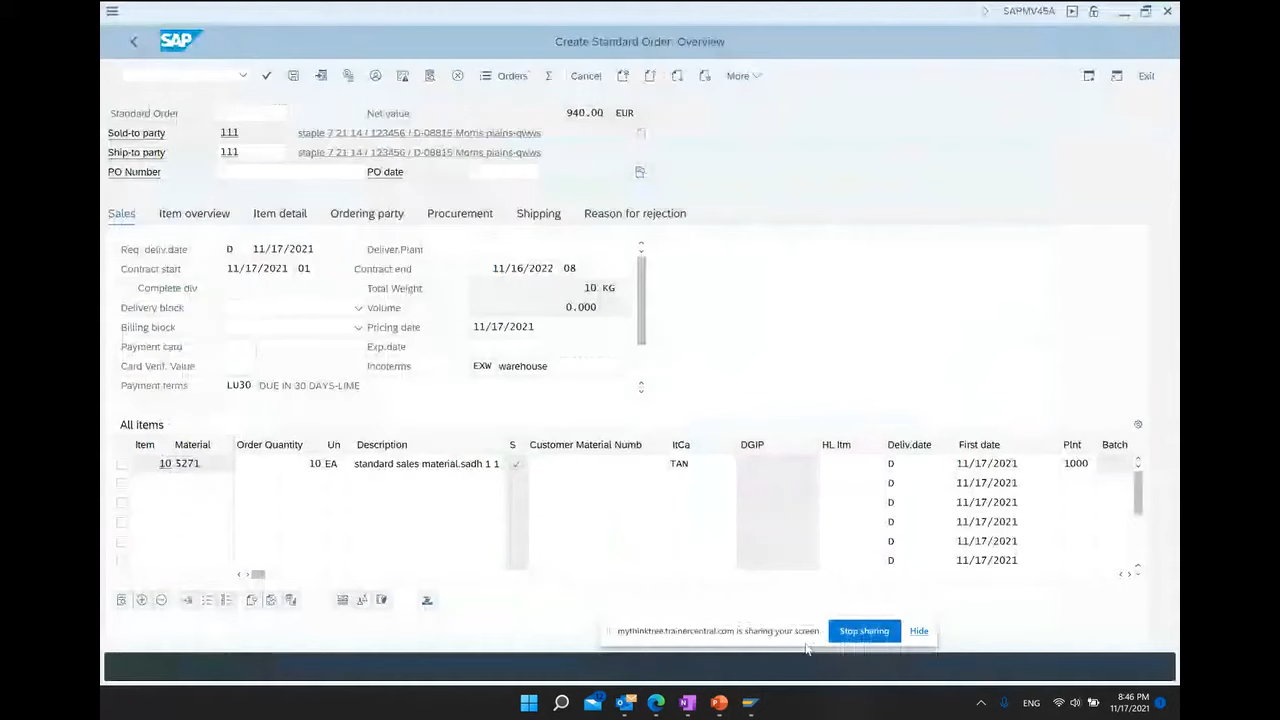 SAPMV45A
SAP Create Standard Order: Overview
Orders Cancel More Exit
Standard Order Net value 940.00 EUR
Sold-to party 111 staple 7 21 14 / 123456 / D-08815 Morris plains-qwws
Ship-to party 111 staple 7 21 14 / 123456 / D-08815 Morris plains-qwws
PO Number PO date
Sales Item overview Item detail Ordering party Procurement Shipping Reason for rejection
Req. deliv.date D 11/17/2021 Deliver.Plant
Contract start 11/17/2021 01 Contract end 11/16/2022 08
Complete dlv. Total Weight 10 KG
Delivery block Volume 0.000
Billing block Pricing date 11/17/2021
Payment card Exp.date
Card Verif. Value Incoterms EXW warehouse
Payment terms LU30 DUE IN 30 DAYS-LIME
All items
Item Material Order Quantity Un Description S Customer Material Numb ItCa DGIP HL Itm Deliv.date First date Plnt Batch
10 5271 10 EA standard sales material.sadh 1 1 TAN D 11/17/2021 1000
D 11/17/2021
D 11/17/2021
D 11/17/2021
D 11/17/2021
D 11/17/2021
mythinktree.trainercentral.com is sharing your screen. Stop sharing Hide
ENG 8:46 PM
11/17/2021